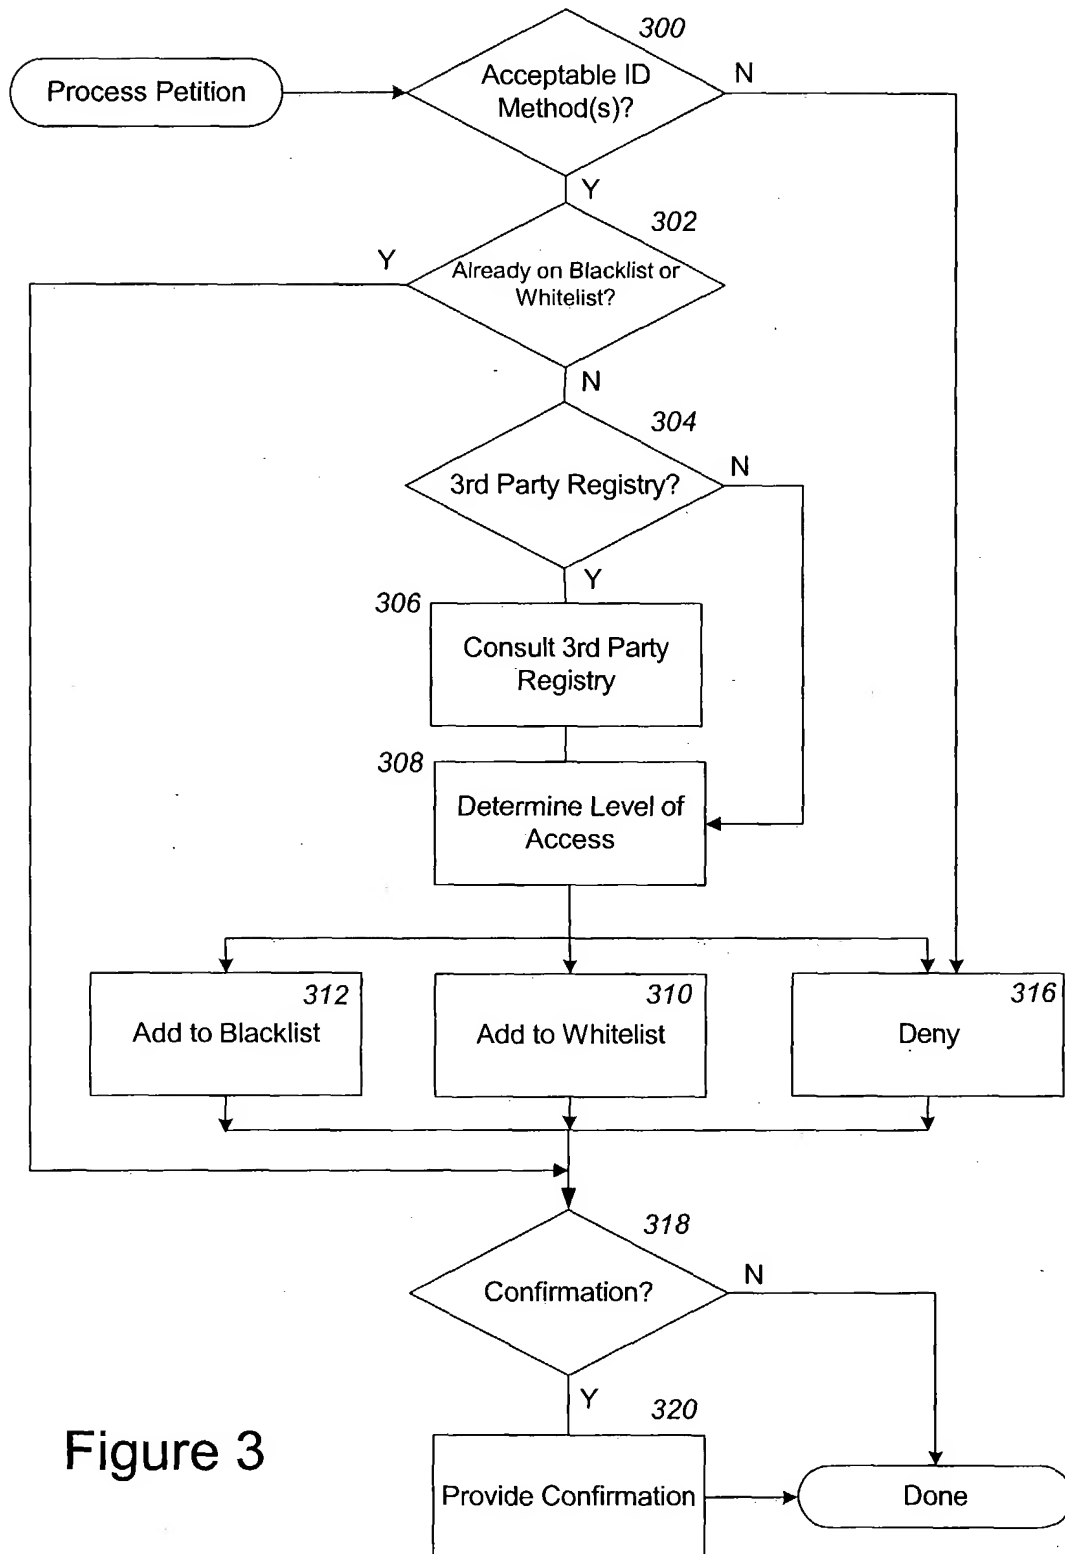 300
Process Petition
Acceptable ID
Method(s)?
N
Y
302
Y
Already on Blacklist or
Whitelist?
N
304
3rd Party Registry?
N
Y
306
Consult 3rd Party
Registry
308
Determine Level of
Access
312
Add to Blacklist
310
Add to Whitelist
316
Deny
318
Confirmation?
N
Y
320
Provide Confirmation
Done
Figure 3